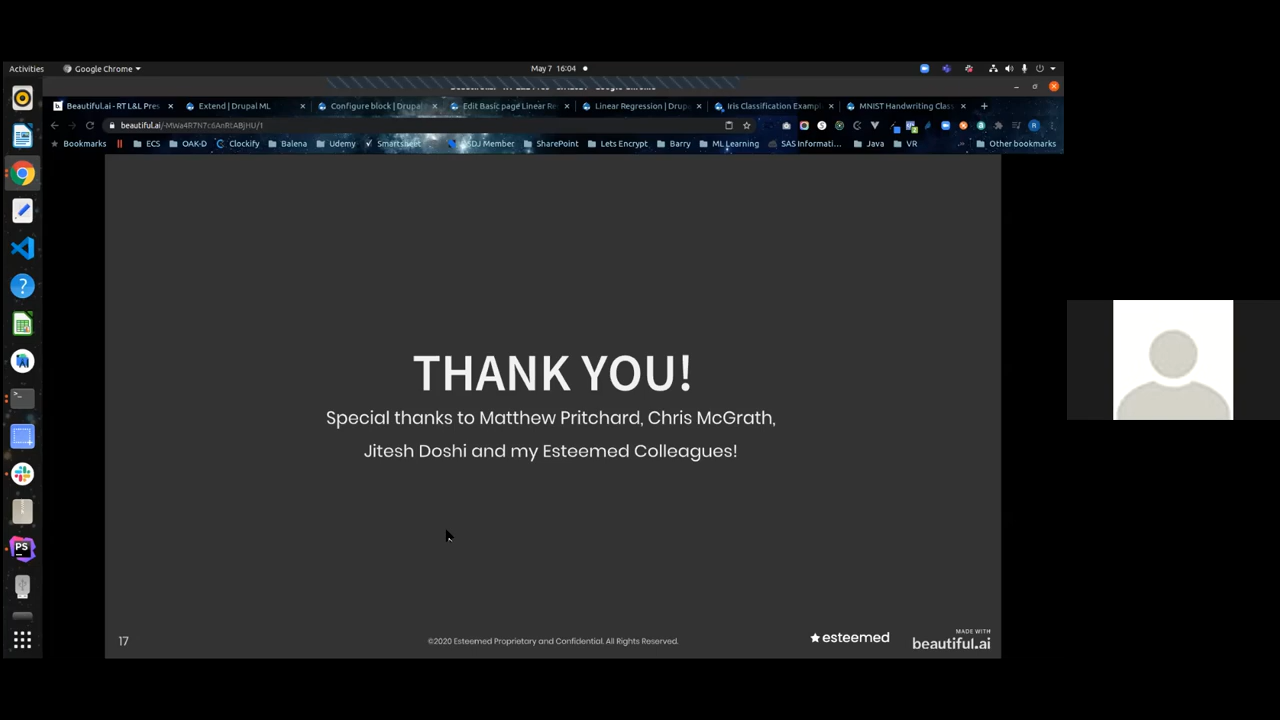 Activities
Google Chrome
May 7 16:04
Beautiful.ai - RT L&L Pres
Extend | Drupal ML
Configure block | Drupal
Edit Basic page Linear Re
Linear Regression | Drup
Iris Classification Exampl
MNIST Handwriting Clas
Bookmarks
ECS
OAK-D
Clockify
Balena
Udemy
Smartsheet
DJ Member
SharePoint
Lets Encrypt
Barry
ML Learning
SAS Informati...
Java
VR
Other bookmarks
THANK YOU!
Special thanks to Matthew Pritchard, Chris McGrath,
Jitesh Doshi and my Esteemed Colleagues!
17
©2020 Esteemed Proprietary and Confidential. All Rights Reserved.
esteemed
MADE WITH
beautiful.ai
PS